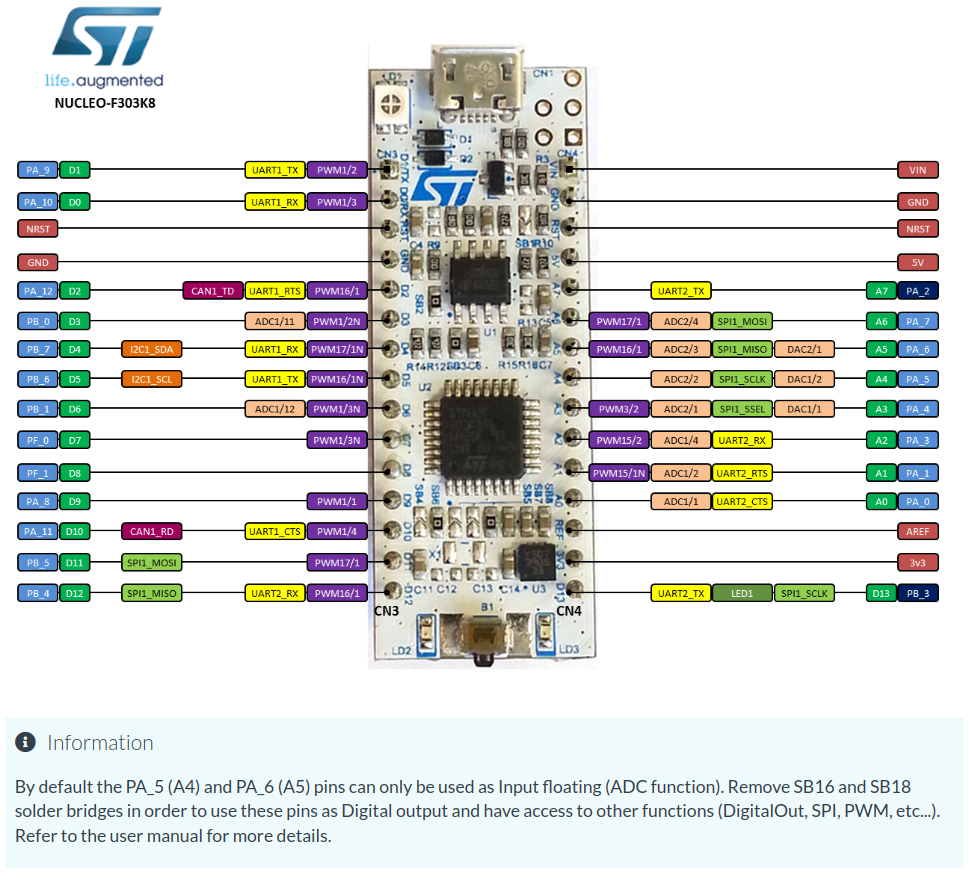 ST
life.augmented
NUCLEO-F303K8
PA_9 D1 UART1_TX PWM1/2 VIN
PA_10 D0 UART1_RX PWM1/3 GND
NRST NRST
GND 5V
PA_12 D2 CAN1_TD UART1_RTS PWM16/1 UART2_TX A7 PA_2
PB_0 D3 ADC1/11 PWM1/2N PWM17/1 ADC2/4 SPI1_MOSI A6 PA_7
PB_7 D4 I2C1_SDA UART1_RX PWM17/1N PWM16/1 ADC2/3 SPI1_MISO DAC2/1 A5 PA_6
PB_6 D5 I2C1_SCL UART1_TX PWM16/1N ADC2/2 SPI1_SCLK DAC1/2 A4 PA_5
PB_1 D6 ADC1/12 PWM1/3N PWM3/2 ADC2/1 SPI1_SSEL DAC1/1 A3 PA_4
PF_0 D7 PWM1/3N PWM15/2 ADC1/4 UART2_RX A2 PA_3
PF_1 D8 PWM15/1N ADC1/2 UART2_RTS A1 PA_1
PA_8 D9 PWM1/1 ADC1/1 UART2_CTS A0 PA_0
PA_11 D10 CAN1_RD UART1_CTS PWM1/4 AREF
PB_5 D11 SPI1_MOSI PWM17/1 3v3
PB_4 D12 SPI1_MISO UART2_RX PWM16/1 UART2_TX LED1 SPI1_SCLK D13 PB_3
CN3 CN4
CN1
D1
D2
CN3 T1 R3 CN4
ST
C4 R9 SB1 R10
SB2
U1 R13 C5
U2
SB4 SB6 SB5 SB7 SB8
X1
C11 C12 C13 C14 U3
B1
LD2 LD3
Information
By default the PA_5 (A4) and PA_6 (A5) pins can only be used as Input floating (ADC function). Remove SB16 and SB18
solder bridges in order to use these pins as Digital output and have access to other functions (DigitalOut, SPI, PWM, etc...).
Refer to the user manual for more details.